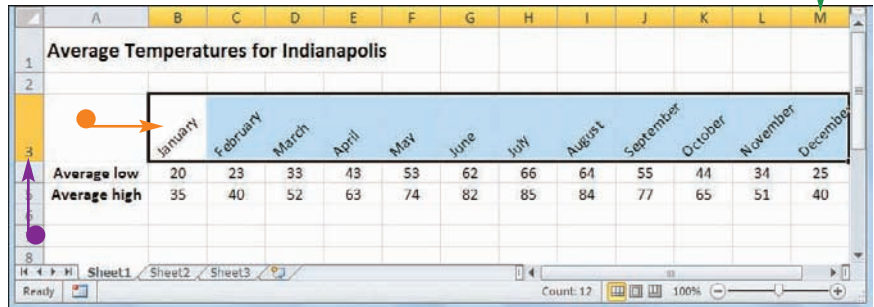 A B C D E F G H I J K L M
1 Average Temperatures for Indianapolis
2
3 January February March April May June July August September October November December
Average low 20 23 33 43 53 62 66 64 55 44 34 25
5 Average high 35 40 52 63 74 82 85 84 77 65 51 40
6
8
Sheet1 Sheet2 Sheet3
Ready Count: 12 100%